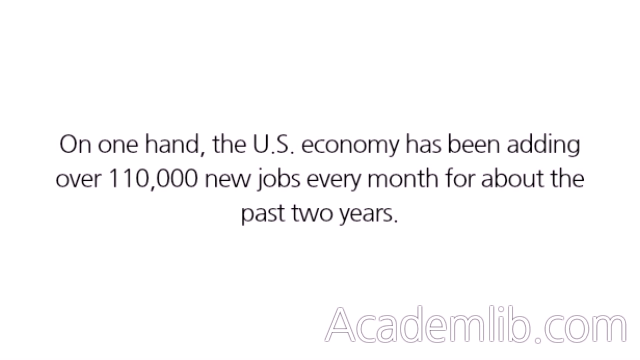 On one hand, the U.S. economy has been adding
over 110,000 new jobs every month for about the
past two years.
Academlib.com